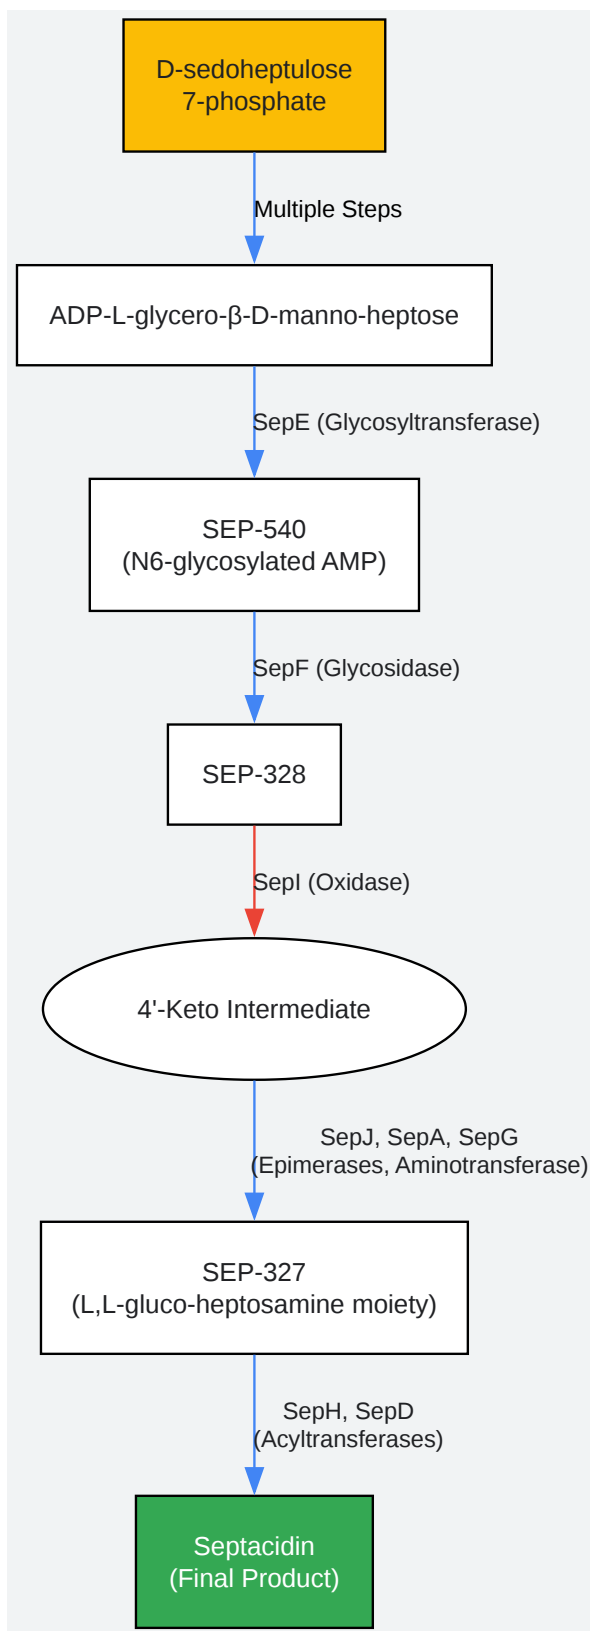 D-sedoheptulose
7-phosphate
Multiple Steps
ADP-L-glycero-β-D-manno-heptose
SepE (Glycosyltransferase)
SEP-540
(N6-glycosylated AMP)
SepF (Glycosidase)
SEP-328
SepI (Oxidase)
4'-Keto Intermediate
SepJ, SepA, SepG
(Epimerases, Aminotransferase)
SEP-327
(L,L-gluco-heptosamine moiety)
SepH, SepD
(Acyltransferases)
Septacidin
(Final Product)